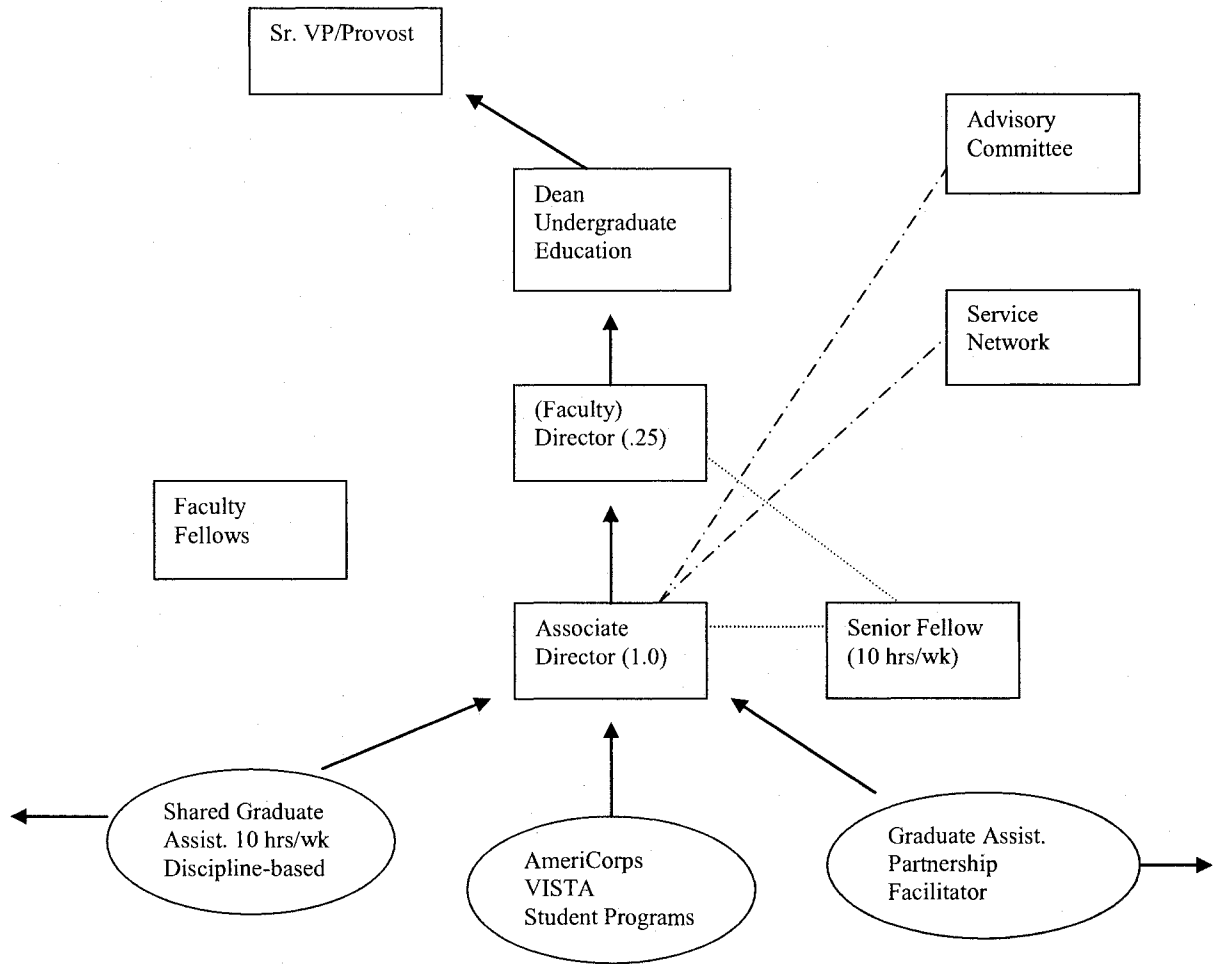 Sr. VP/Provost
Advisory
Committee
Dean
Undergraduate
Education
Service
Network
(Faculty)
Director (.25)
Faculty
Fellows
Associate
Director (1.0)
Senior Fellow
(10 hrs/wk)
Shared Graduate
Assist. 10 hrs/wk
Discipline-based
AmeriCorps
VISTA
Student Programs
Graduate Assist.
Partnership
Facilitator